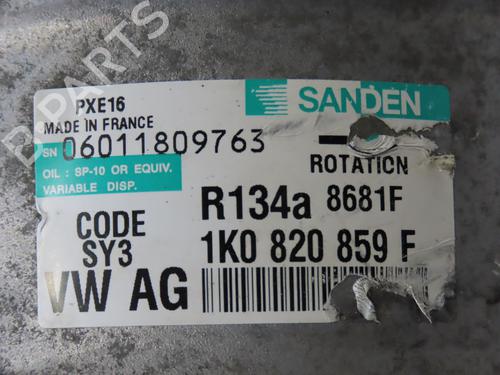 B-PARTS
PXE16
MADE IN FRANCE
SN 06011809763
OIL : SP-10 OR EQUIV.
VARIABLE DISP.
SANDEN
ROTATION
R134a 8681F
CODE
SY3
1K0 820 859 F
VW AG